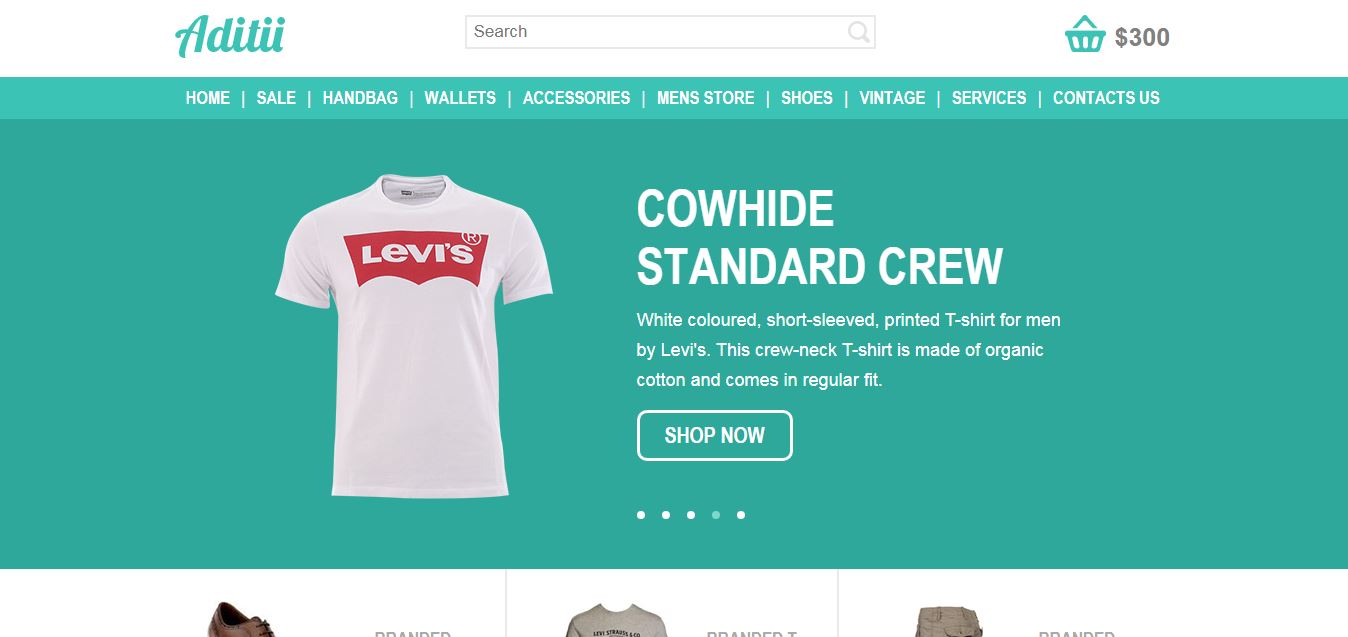 Aditii
Search
$300
HOME | SALE | HANDBAG | WALLETS | ACCESSORIES | MENS STORE | SHOES | VINTAGE | SERVICES | CONTACTS US
LEVI'S®
COWHIDE
STANDARD CREW
White coloured, short-sleeved, printed T-shirt for men
by Levi's. This crew-neck T-shirt is made of organic
cotton and comes in regular fit.
SHOP NOW
BRANDED
LEVI STRAUSS & CO
BRANDED T
BRANDED